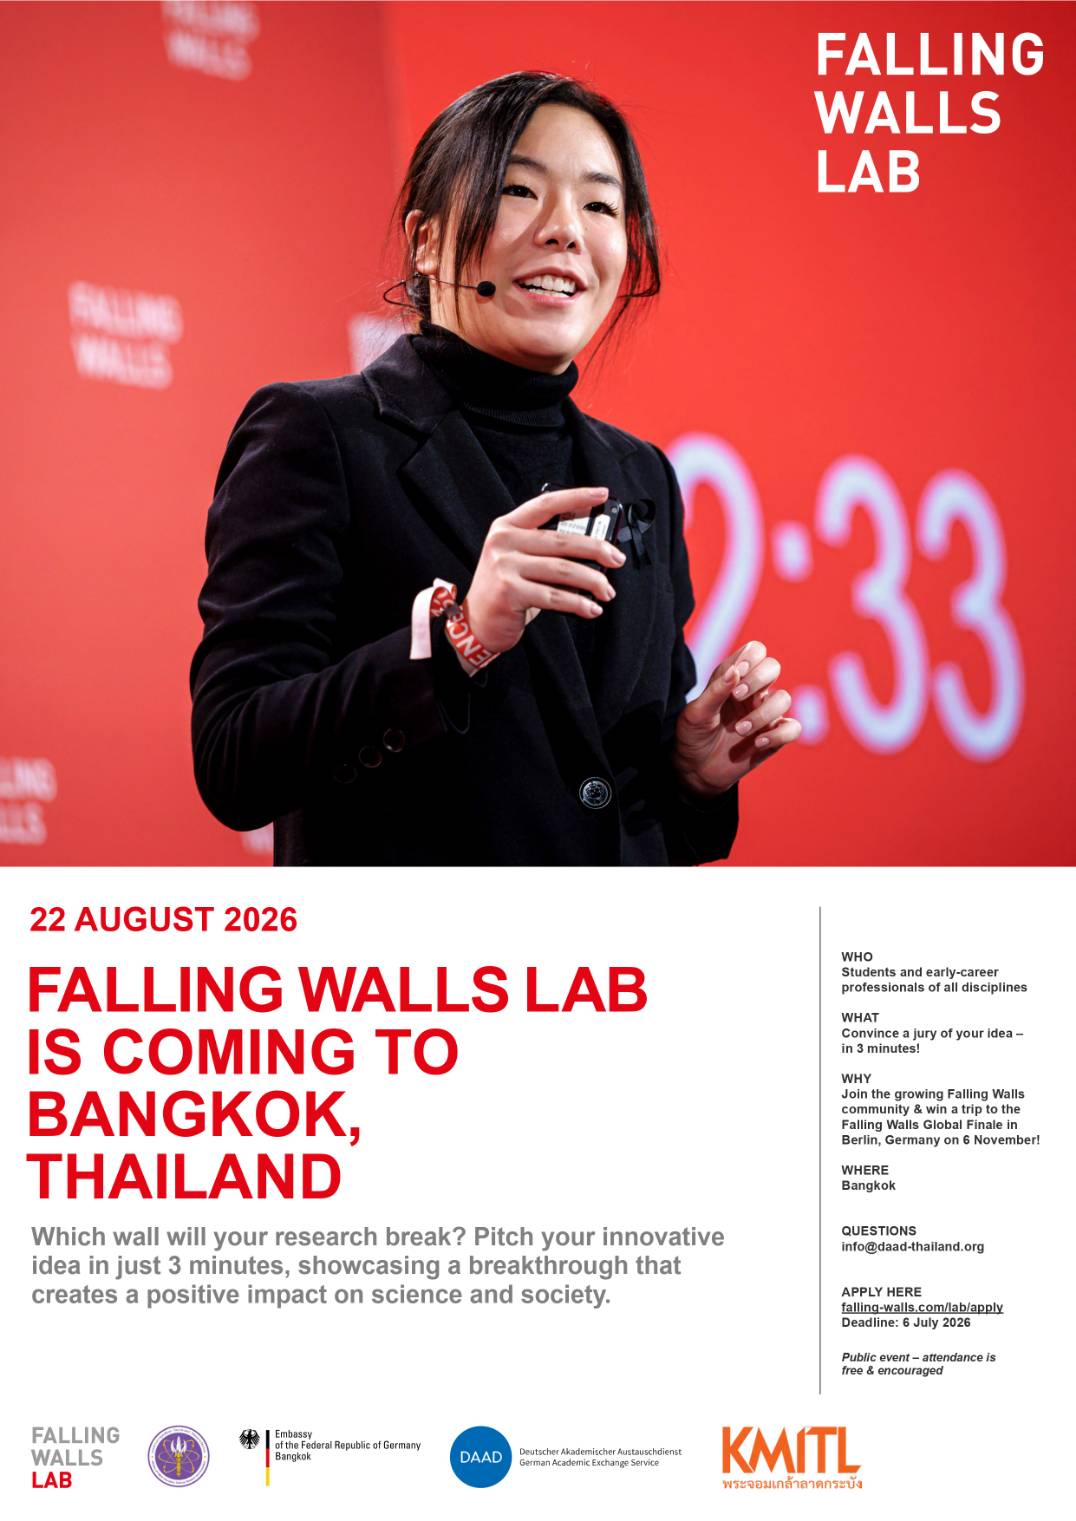 FALLING
WALLS
FALLING
WALLS
LAB
FALLING
WALLS
2:33
22 AUGUST 2026
FALLING WALLS LAB
IS COMING TO
BANGKOK,
THAILAND
Which wall will your research break? Pitch your innovative
idea in just 3 minutes, showcasing a breakthrough that
creates a positive impact on science and society.
WHO
Students and early-career
professionals of all disciplines
WHAT
Convince a jury of your idea –
in 3 minutes!
WHY
Join the growing Falling Walls
community & win a trip to the
Falling Walls Global Finale in
Berlin, Germany on 6 November!
WHERE
Bangkok
QUESTIONS
info@daad-thailand.org
APPLY HERE
falling-walls.com/lab/apply
Deadline: 6 July 2026
Public event – attendance is
free & encouraged
FALLING
WALLS
LAB
Embassy
of the Federal Republic of Germany
Bangkok
DAAD
Deutscher Akademischer Austauschdienst
German Academic Exchange Service
KMITL
พระจอมเกล้าลาดกระบัง